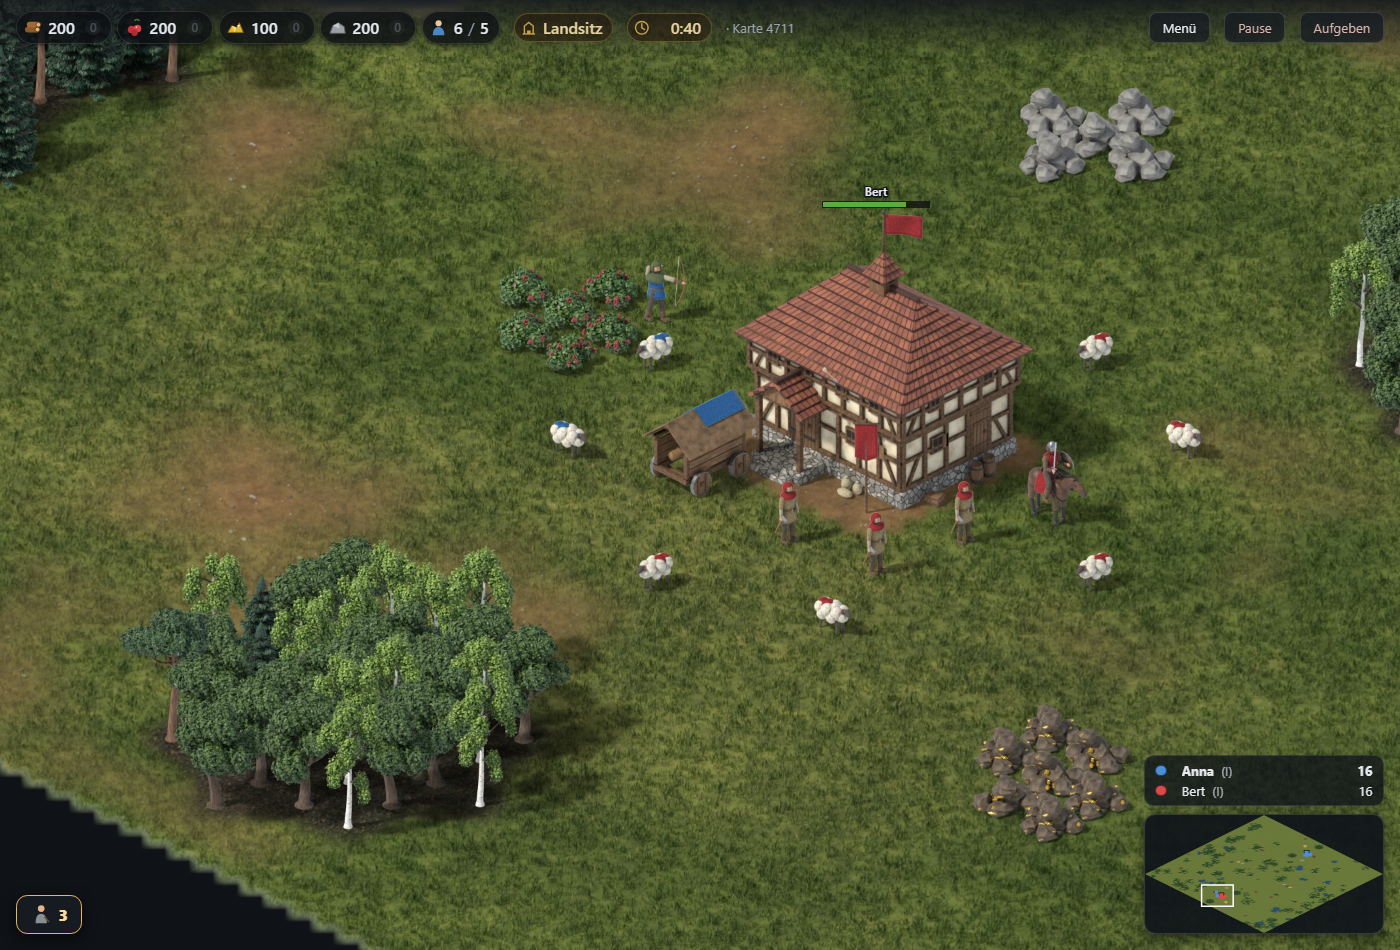 200 0 200 0 100 0 200 0 6 / 5 Landsitz 0:40 · Karte 4711 Menü Pause Aufgeben
Bert
Anna (I) 16
Bert (I) 16
3